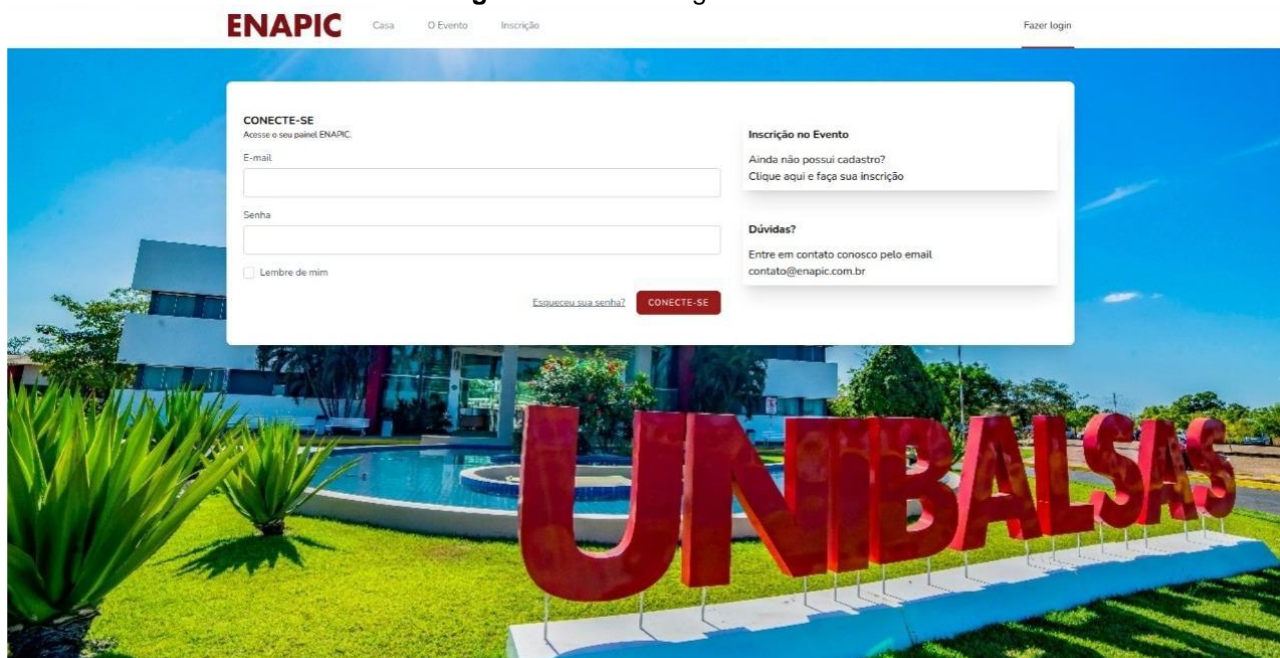 ENAPIC Casa O Evento Inscrição Fazer login
CONECTE-SE
Acesse o seu painel ENAPIC.
E-mail
Senha
Lembre de mim
Esqueceu sua senha? CONECTE-SE
Inscrição no Evento
Ainda não possui cadastro?
Clique aqui e faça sua inscrição
Dúvidas?
Entre em contato conosco pelo email
contato@enapic.com.br
UNIBALSAS